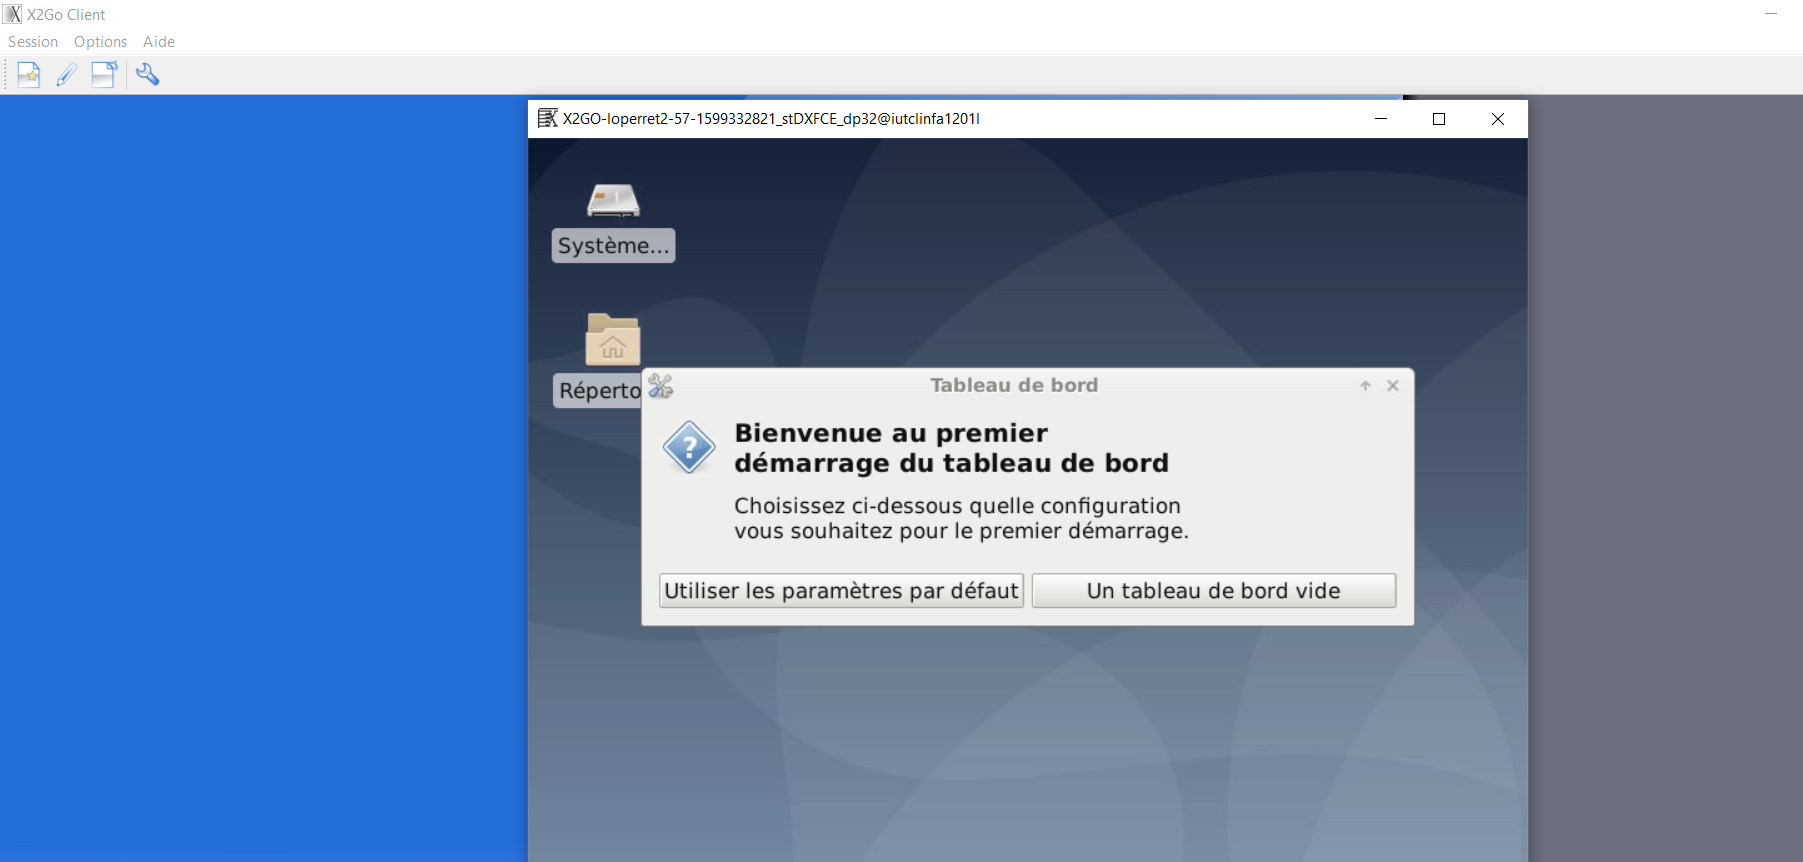 X2Go Client
Session Options Aide
X2GO-loperret2-57-1599332821_stDXFCE_dp32@iutclinfa1201l
Système...
Réperto
Tableau de bord
Bienvenue au premier
démarrage du tableau de bord
Choisissez ci-dessous quelle configuration
vous souhaitez pour le premier démarrage.
Utiliser les paramètres par défaut Un tableau de bord vide